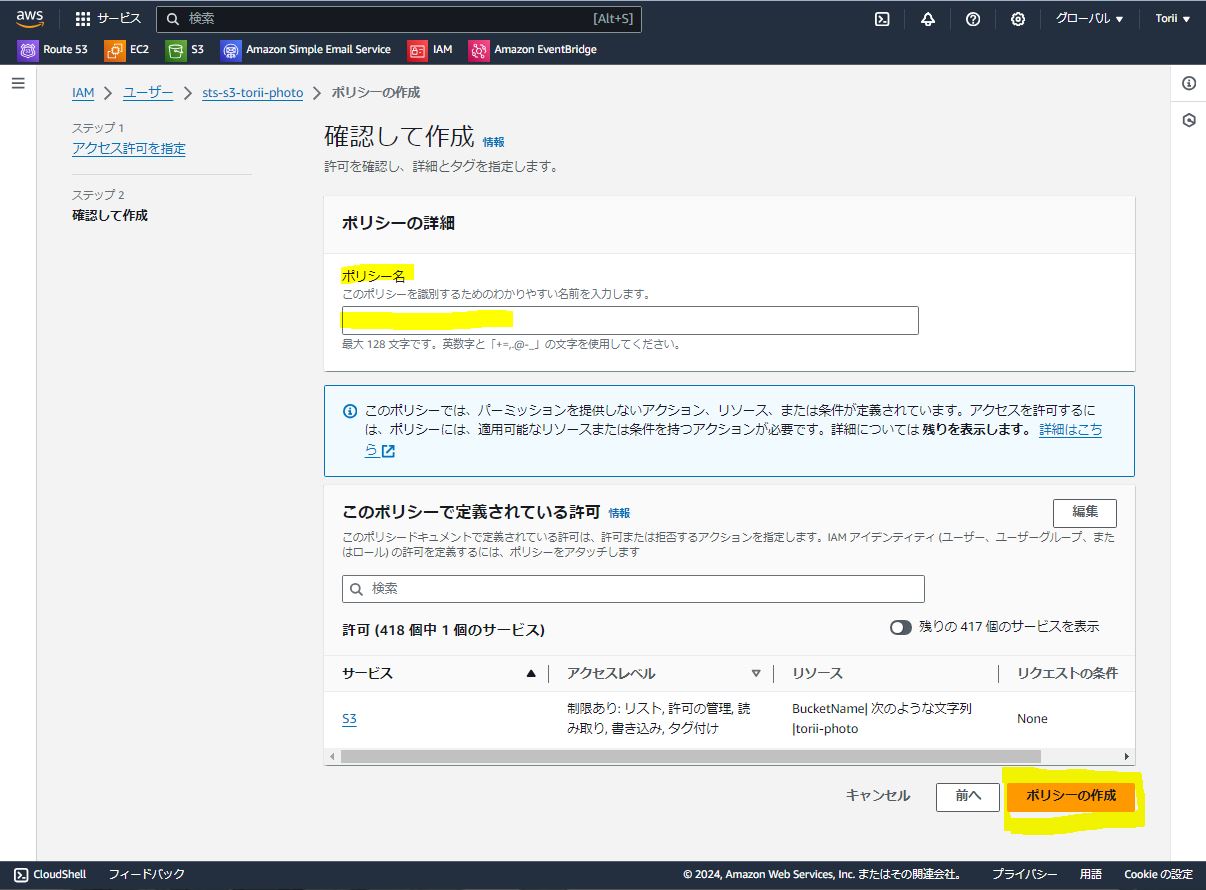 aws
サービス
検索
[Alt+S]
グローバル ▼
Torii ▼
Route 53
EC2
S3
Amazon Simple Email Service
IAM
Amazon EventBridge
IAM > ユーザー > sts-s3-torii-photo > ポリシーの作成
ステップ 1
アクセス許可を指定
ステップ 2
確認して作成
確認して作成 情報
許可を確認し、詳細とタグを指定します。
ポリシーの詳細
ポリシー名
このポリシーを識別するためのわかりやすい名前を入力します。
最大 128 文字です。英数字と「+=,.@-_」の文字を使用してください。
このポリシーでは、パーミッションを提供しないアクション、リソース、または条件が定義されています。アクセスを許可するに
は、ポリシーには、適用可能なリソースまたは条件を持つアクションが必要です。詳細については 残りを表示します。 詳細はこち
ら
このポリシーで定義されている許可 情報
編集
このポリシードキュメントで定義されている許可は、許可または拒否するアクションを指定します。IAM アイデンティティ (ユーザー、ユーザーグループ、また
はロール) の許可を定義するには、ポリシーをアタッチします
検索
許可 (418 個中 1 個のサービス)
残りの 417 個のサービスを表示
サービス ▲ アクセスレベル ▽ リソース リクエストの条件
S3
制限あり: リスト, 許可の管理, 読
み取り, 書き込み, タグ付け
BucketName| 次のような文字列
|torii-photo
None
キャンセル
前へ
ポリシーの作成
CloudShell
フィードバック
© 2024, Amazon Web Services, Inc. またはその関連会社。
プライバシー
用語
Cookie の設定